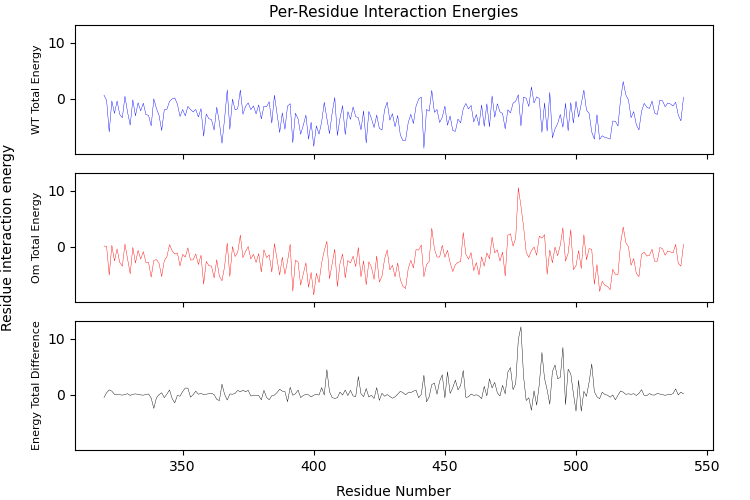 Per-Residue Interaction Energies
Residue interaction energy
WT Total Energy
10
0
Om Total Energy
10
0
Energy Total Difference
10
0
350
400
450
500
550
Residue Number